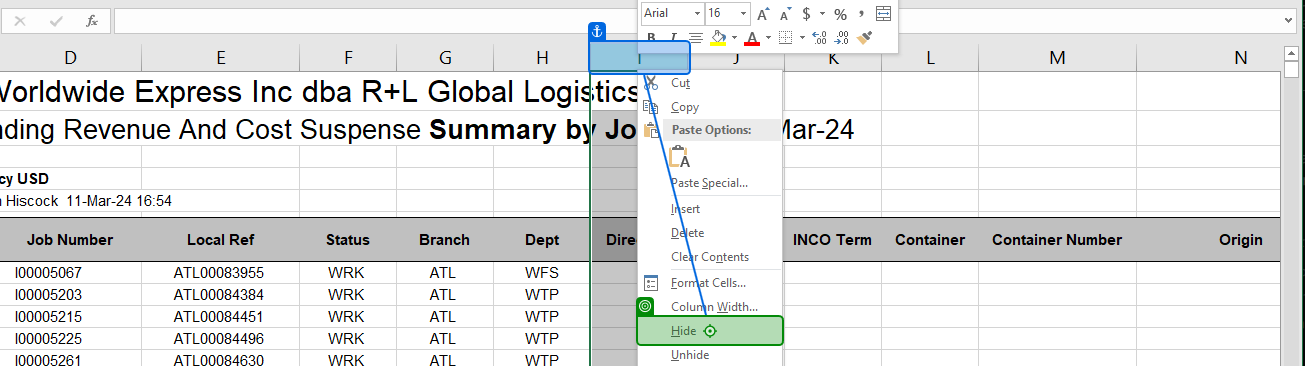 Arial 16 A A $ % ,
fx B I A .00 .0
D E F G H I J K L M N
Worldwide Express Inc dba R+L Global Logistics
nding Revenue And Cost Suspense Summary by Jo Mar-24
cy USD
n Hiscock 11-Mar-24 16:54
Job Number Local Ref Status Branch Dept Direc INCO Term Container Container Number Origin
I00005067 ATL00083955 WRK ATL WFS
I00005203 ATL00084384 WRK ATL WTP
I00005215 ATL00084451 WRK ATL WTP
I00005225 ATL00084496 WRK ATL WTP
I00005261 ATL00084630 WRK ATL WTP
Cut
Copy
Paste Options:
A
Paste Special...
Insert
Delete
Clear Contents
Format Cells...
Column Width...
Hide
Unhide